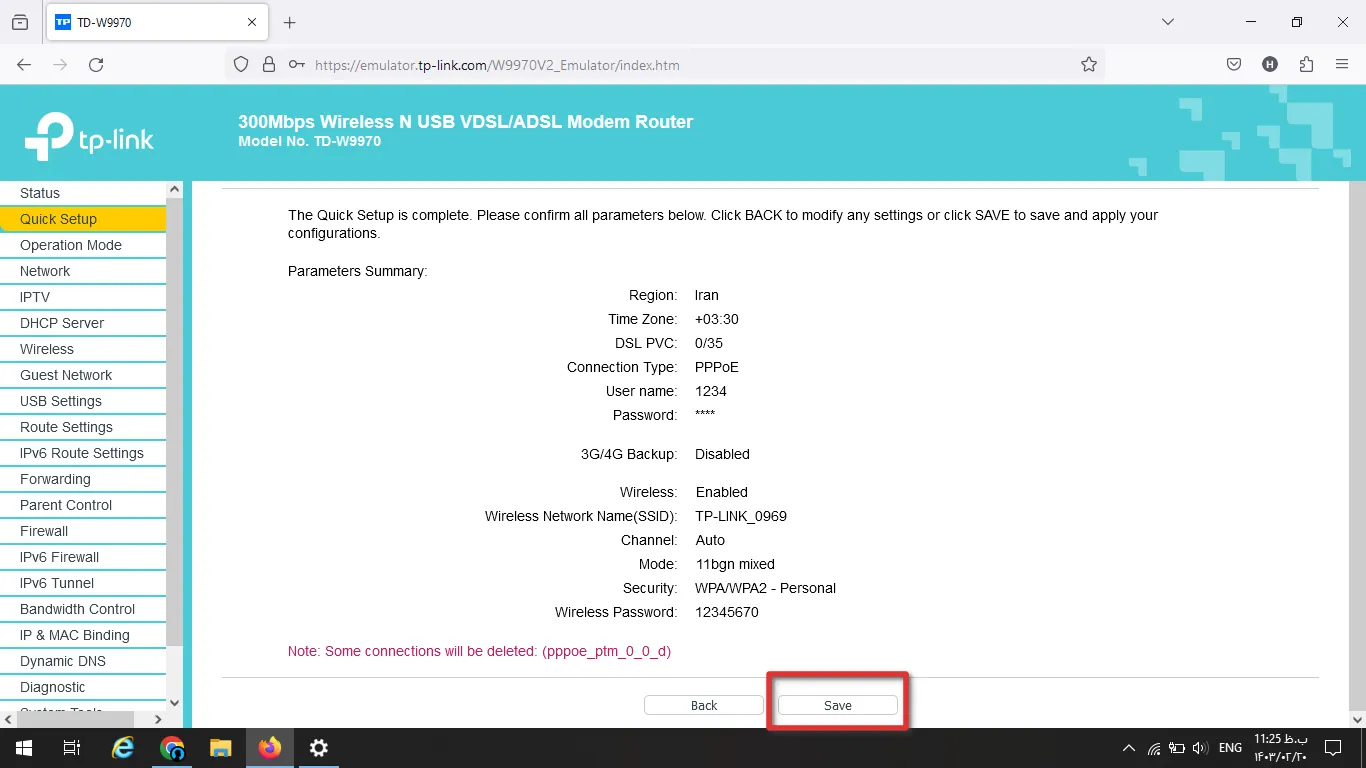 TP TD-W9970
https://emulator.tp-link.com/W9970V2_Emulator/index.htm
H
tp-link
300Mbps Wireless N USB VDSL/ADSL Modem Router
Model No. TD-W9970
Status
Quick Setup
Operation Mode
Network
IPTV
DHCP Server
Wireless
Guest Network
USB Settings
Route Settings
IPv6 Route Settings
Forwarding
Parent Control
Firewall
IPv6 Firewall
IPv6 Tunnel
Bandwidth Control
IP & MAC Binding
Dynamic DNS
Diagnostic
System Tools
The Quick Setup is complete. Please confirm all parameters below. Click BACK to modify any settings or click SAVE to save and apply your
configurations.
Parameters Summary:
Region: Iran
Time Zone: +03:30
DSL PVC: 0/35
Connection Type: PPPoE
User name: 1234
Password: ****
3G/4G Backup: Disabled
Wireless: Enabled
Wireless Network Name(SSID): TP-LINK_0969
Channel: Auto
Mode: 11bgn mixed
Security: WPA/WPA2 - Personal
Wireless Password: 12345670
Note: Some connections will be deleted: (pppoe_ptm_0_0_d)
Back Save
ENG
11:25 ب.ظ
۱۴۰۳/۰۲/۲۰